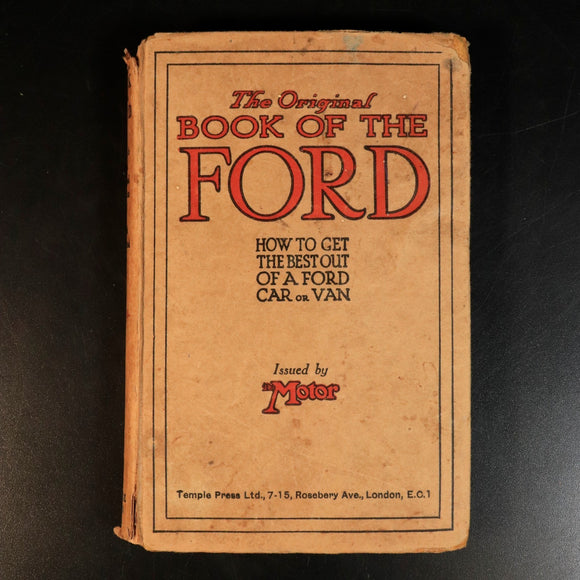 The Original
BOOK OF THE
FORD
HOW TO GET
THE BEST OUT
OF A FORD
CAR OR VAN
Issued by
THE Motor
Temple Press Ltd., 7-15, Rosebery Ave., London, E.C.1